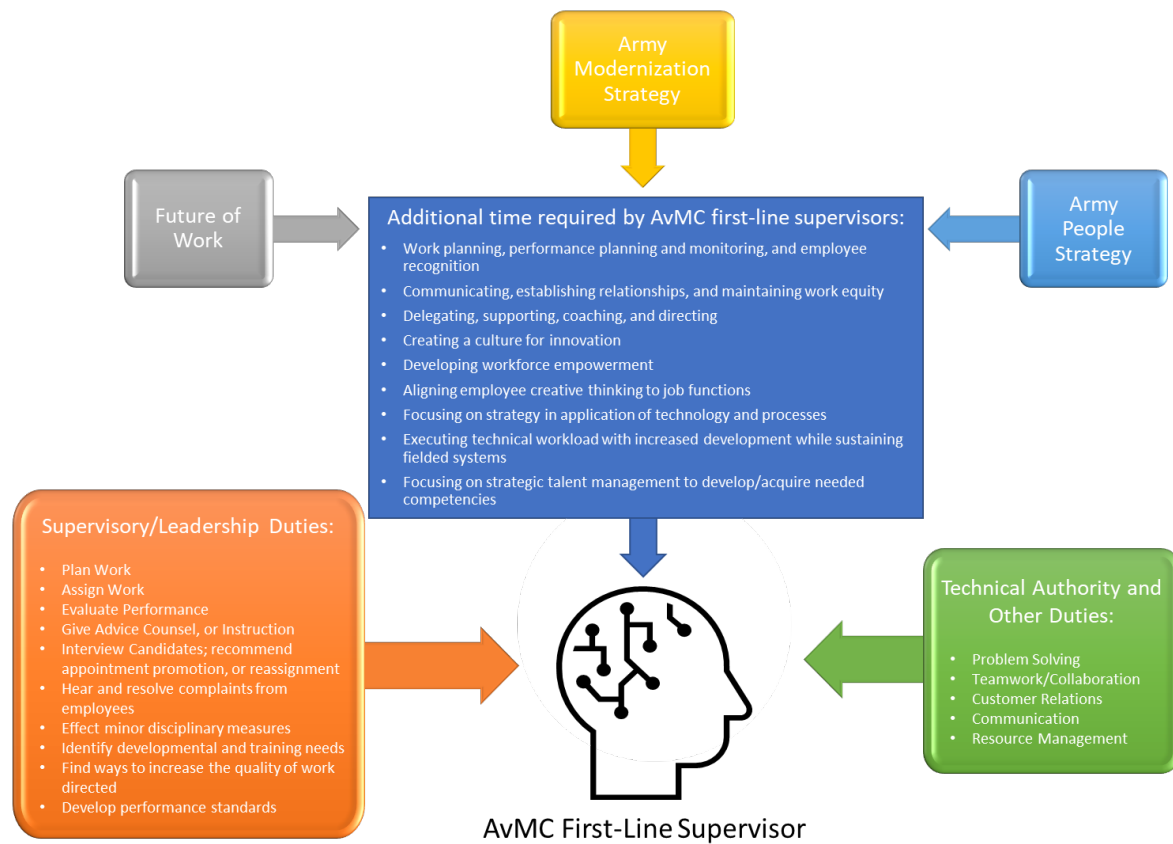 Army
Modernization
Strategy
Future of
Work
Army
People
Strategy
Additional time required by AvMC first-line supervisors:
• Work planning, performance planning and monitoring, and employee
recognition
• Communicating, establishing relationships, and maintaining work equity
• Delegating, supporting, coaching, and directing
• Creating a culture for innovation
• Developing workforce empowerment
• Aligning employee creative thinking to job functions
• Focusing on strategy in application of technology and processes
• Executing technical workload with increased development while sustaining
fielded systems
• Focusing on strategic talent management to develop/acquire needed
competencies
Supervisory/Leadership Duties:
• Plan Work
• Assign Work
• Evaluate Performance
• Give Advice Counsel, or Instruction
• Interview Candidates; recommend
appointment promotion, or reassignment
• Hear and resolve complaints from
employees
• Effect minor disciplinary measures
• Identify developmental and training needs
• Find ways to increase the quality of work
directed
• Develop performance standards
Technical Authority and
Other Duties:
• Problem Solving
• Teamwork/Collaboration
• Customer Relations
• Communication
• Resource Management
AvMC First-Line Supervisor